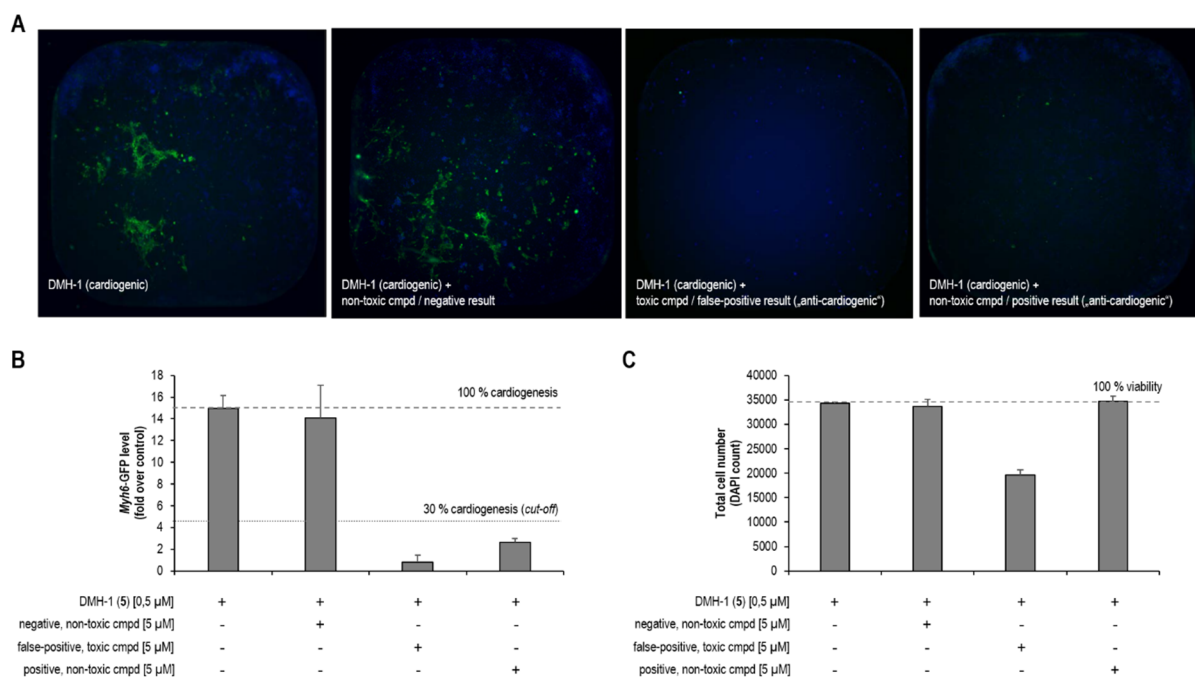 A
DMH-1 (cardiogenic)
DMH-1 (cardiogenic) +
non-toxic cmpd / negative result
DMH-1 (cardiogenic) +
toxic cmpd / false-positive result („anti-cardiogenic“)
DMH-1 (cardiogenic) +
non-toxic cmpd / positive result („anti-cardiogenic“)
B
Myh6-GFP level
(fold over control)
18
16
14
12
10
8
6
4
2
0
100 % cardiogenesis
30 % cardiogenesis (cut-off)
DMH-1 (5) [0,5 µM] + + + +
negative, non-toxic cmpd [5 µM] - + - -
false-positive, toxic cmpd [5 µM] - - + -
positive, non-toxic cmpd [5 µM] - - - +
C
Total cell number
(DAPI count)
40000
35000
30000
25000
20000
15000
10000
5000
0
100 % viability
DMH-1 (5) [0,5 µM] + + + +
negative, non-toxic cmpd [5 µM] - + - -
false-positive, toxic cmpd [5 µM] - - + -
positive, non-toxic cmpd [5 µM] - - - +